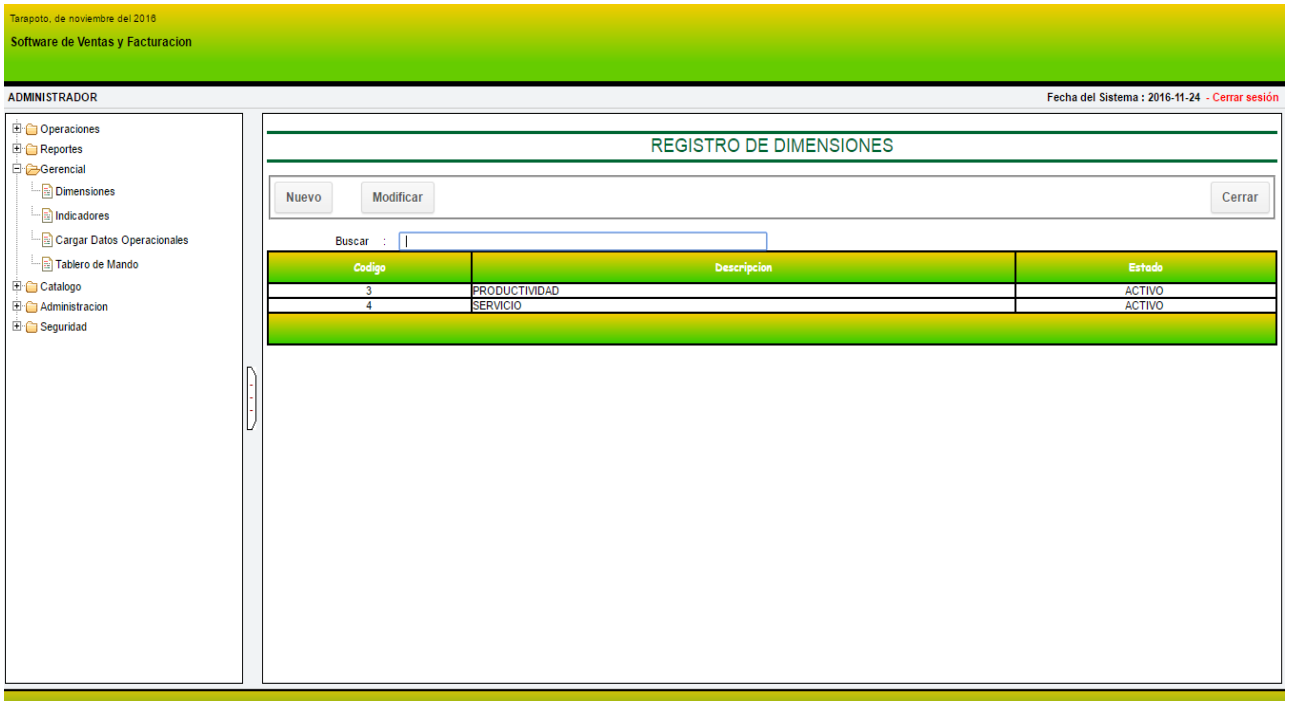 Tarapoto, de noviembre del 2016
Software de Ventas y Facturacion
ADMINISTRADOR
Fecha del Sistema : 2016-11-24 - Cerrar sesión
Operaciones
Reportes
Gerencial
Dimensiones
Indicadores
Cargar Datos Operacionales
Tablero de Mando
Catalogo
Administracion
Seguridad
REGISTRO DE DIMENSIONES
Nuevo Modificar Cerrar
Buscar :
Codigo Descripcion Estado
3 PRODUCTIVIDAD ACTIVO
4 SERVICIO ACTIVO